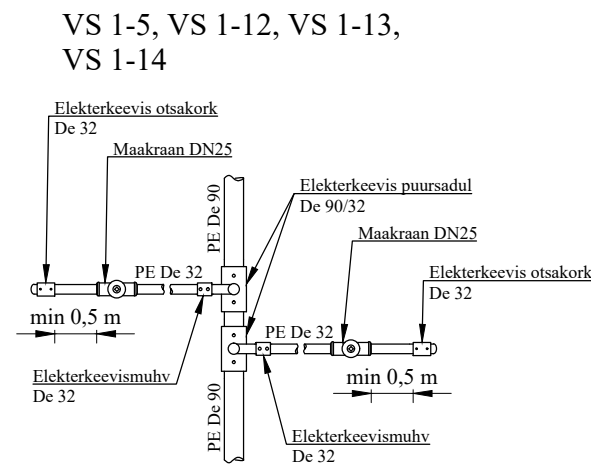 VS 1-5, VS 1-12, VS 1-13,
VS 1-14
Elekterkeevis otsakork
De 32
Maakraan DN25
PE De 90
Elekterkeevis puursadul
De 90/32
Maakraan DN25
PE De 32
Elekterkeevis otsakork
De 32
min 0,5 m
PE De 32
Elekterkeevismuhv
De 32
PE De 90
min 0,5 m
Elekterkeevismuhv
De 32